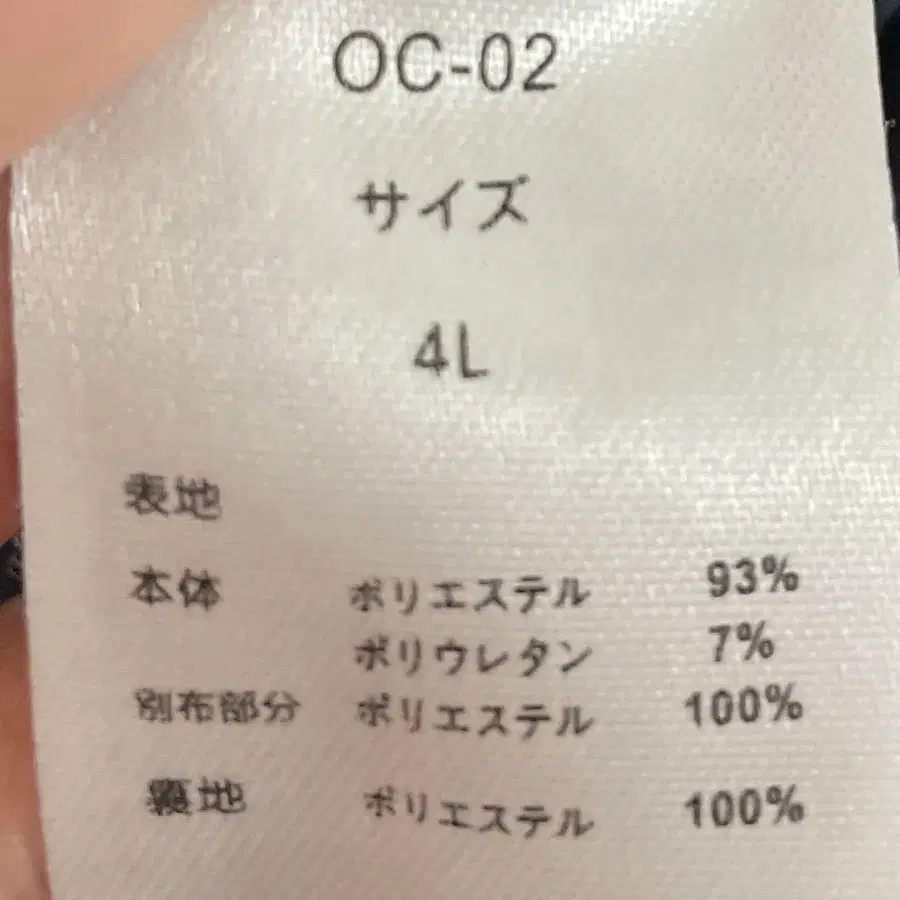 OC-02
サイズ
4L
表地
本体 ポリエステル 93%
ポリウレタン 7%
別布部分 ポリエステル 100%
裏地 ポリエステル 100%